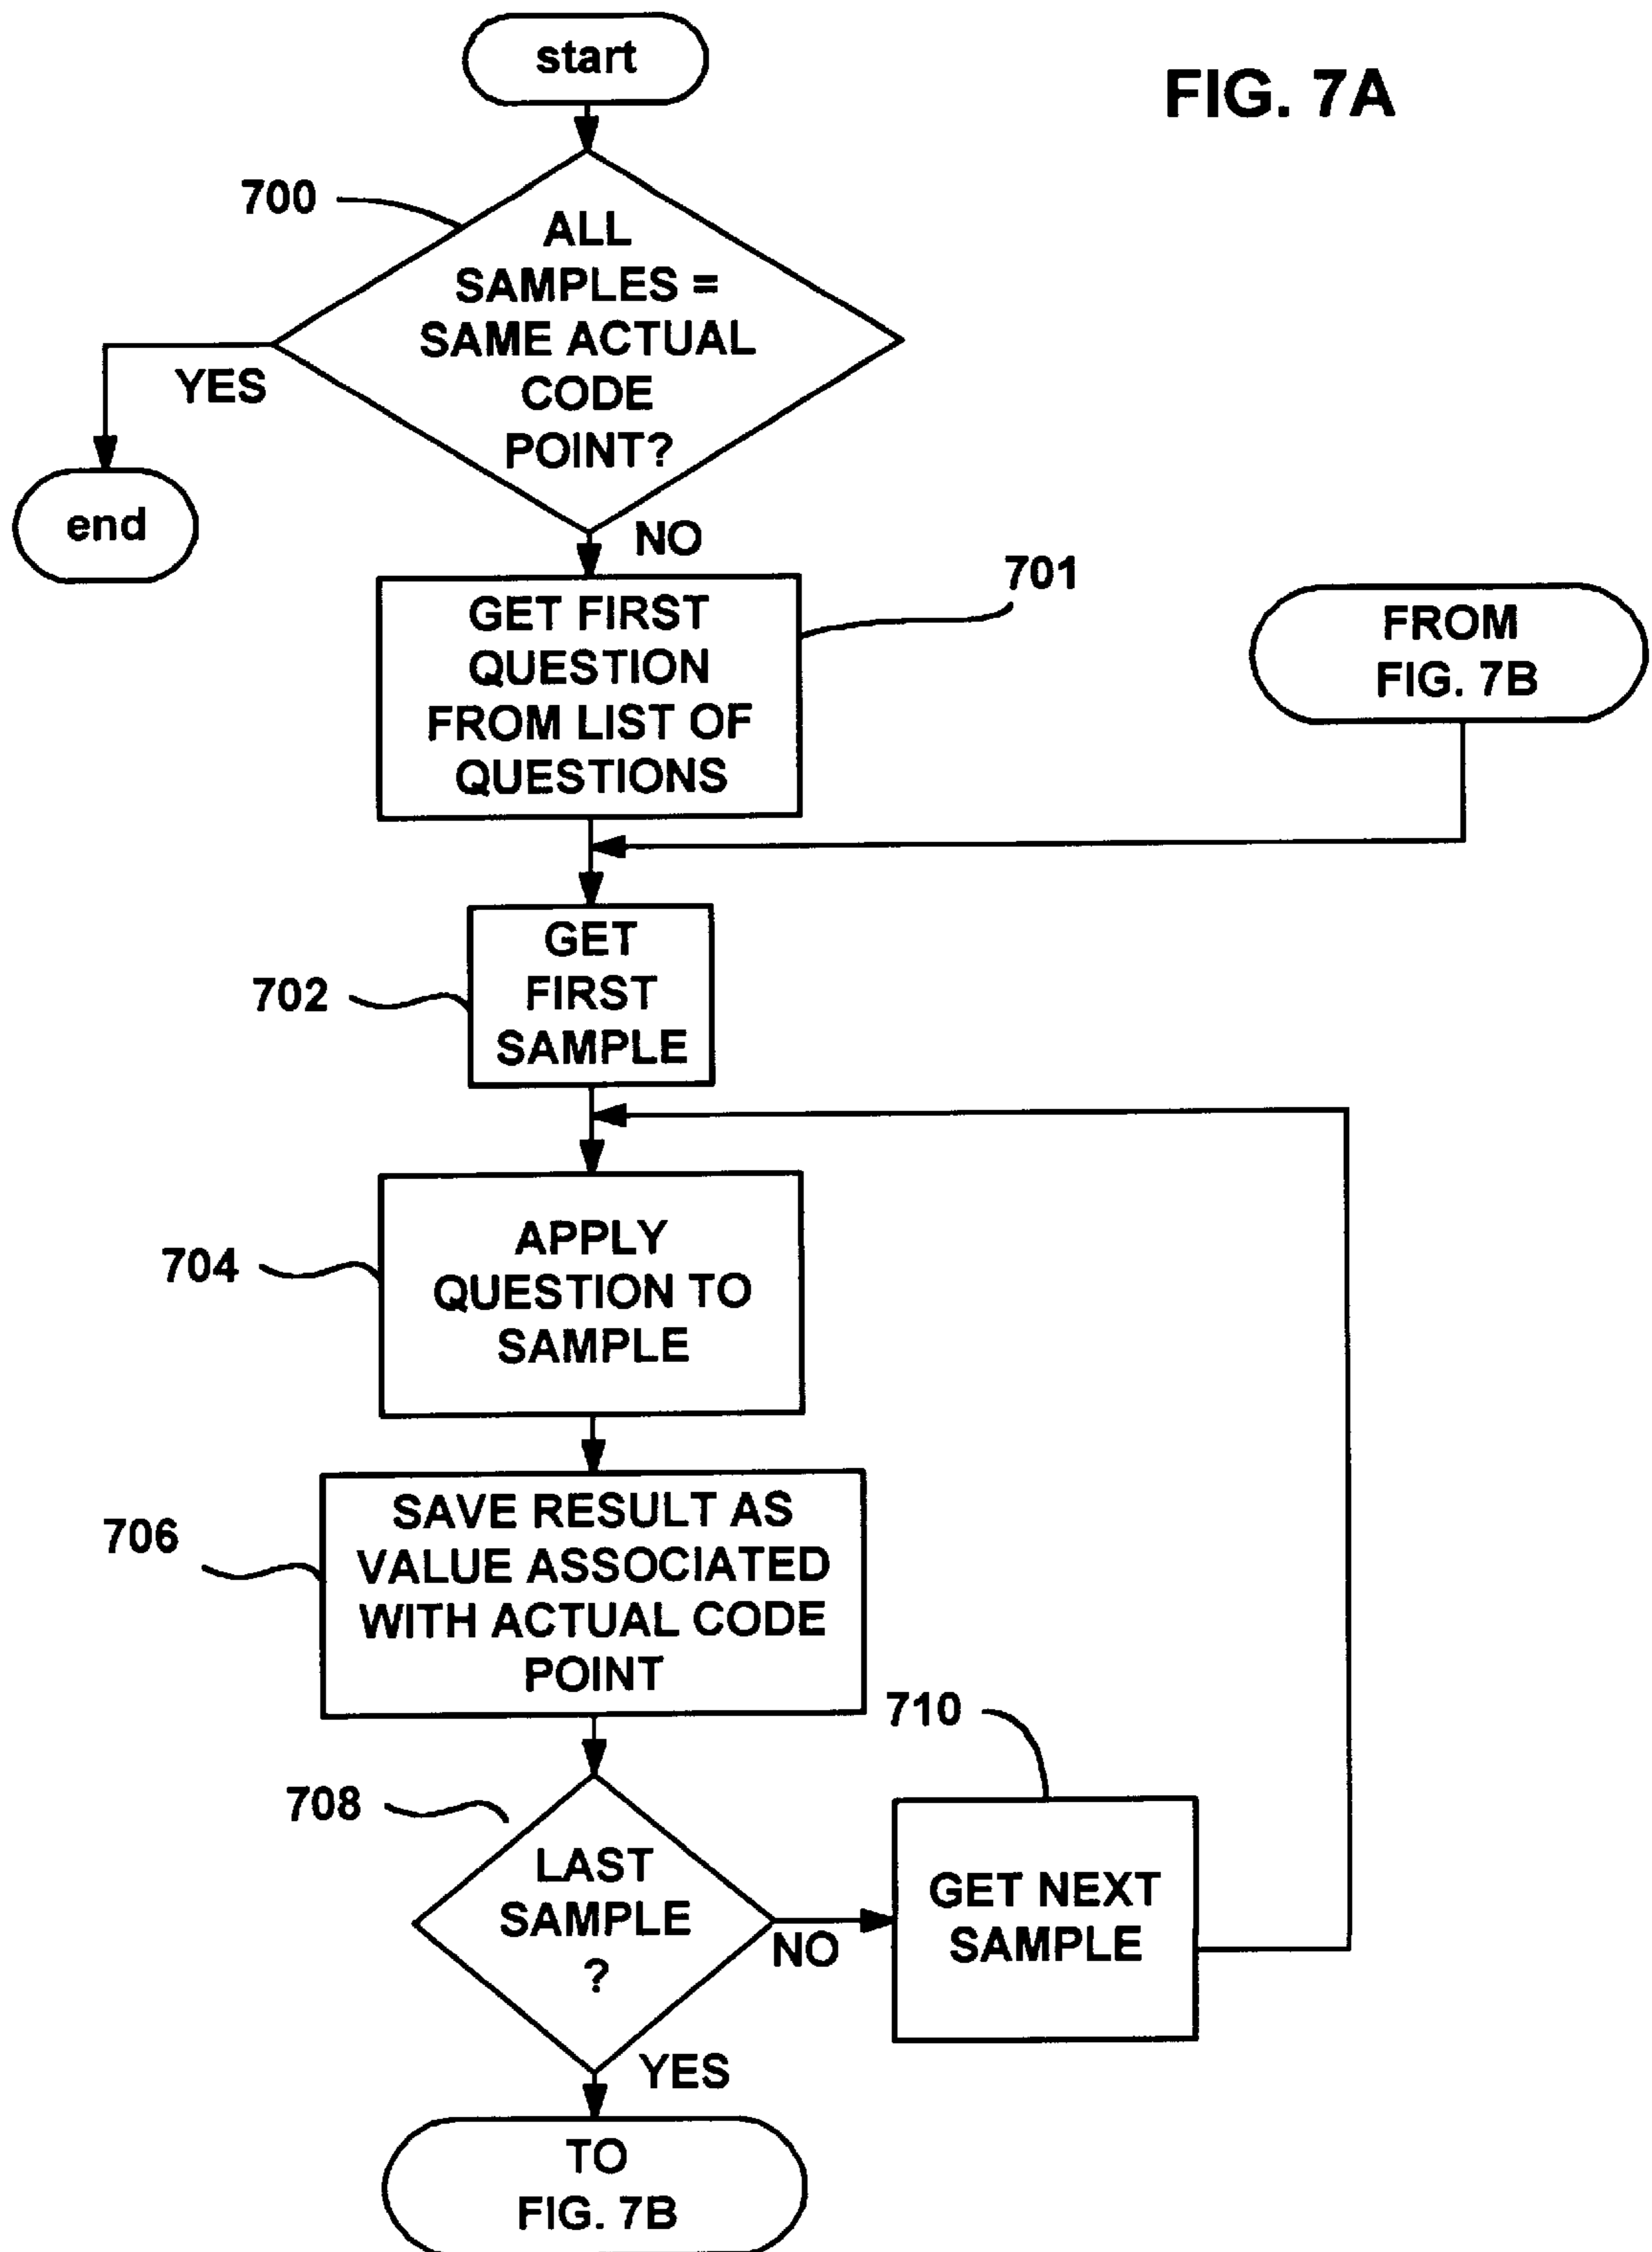 start
FIG. 7A
700
ALL
SAMPLES =
SAME ACTUAL
CODE
POINT?
YES
end
NO
701
GET FIRST
QUESTION
FROM LIST OF
QUESTIONS
FROM
FIG. 7B
702
GET
FIRST
SAMPLE
704
APPLY
QUESTION TO
SAMPLE
706
SAVE RESULT AS
VALUE ASSOCIATED
WITH ACTUAL CODE
POINT
710
708
LAST
SAMPLE
?
NO
GET NEXT
SAMPLE
YES
TO
FIG. 7B